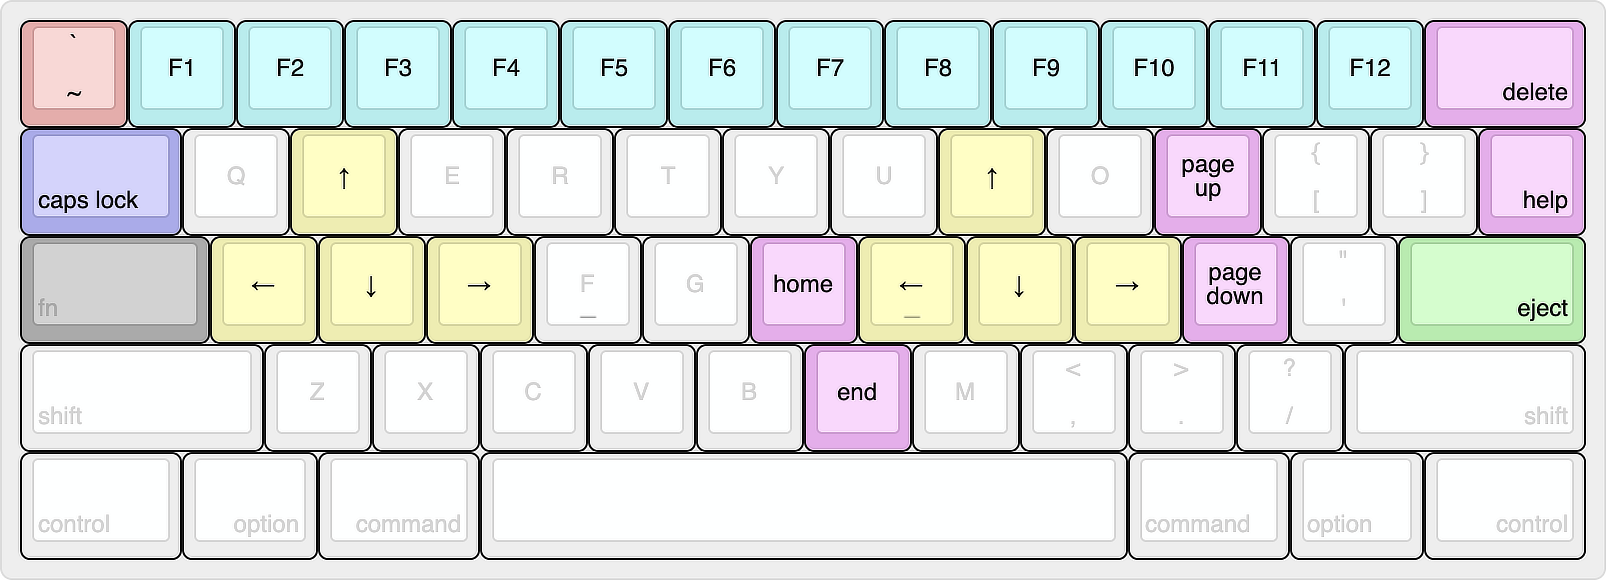 `
~
F1
F2
F3
F4
F5
F6
F7
F8
F9
F10
F11
F12
delete
caps lock
Q
↑
E
R
T
Y
U
↑
O
page
up
{
[
}
]
help
fn
←
↓
→
F
_
G
home
←
_
↓
→
page
down
"
'
eject
shift
Z
X
C
V
B
end
M
<
,
>
.
?
/
shift
control
option
command
command
option
control